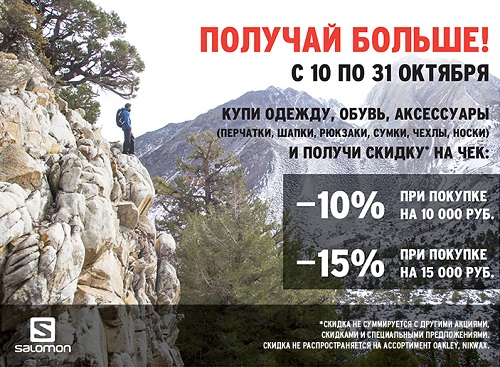 ПОЛУЧАЙ БОЛЬШЕ!
С 10 ПО 31 ОКТЯБРЯ
КУПИ ОДЕЖДУ, ОБУВЬ, АКСЕССУАРЫ
(ПЕРЧАТКИ, ШАПКИ, РЮКЗАКИ, СУМКИ, ЧЕХЛЫ, НОСКИ)
И ПОЛУЧИ СКИДКУ* НА ЧЕК:
–10% ПРИ ПОКУПКЕ
НА 10 000 РУБ.
–15% ПРИ ПОКУПКЕ
НА 15 000 РУБ.
*СКИДКА НЕ СУММИРУЕТСЯ С ДРУГИМИ АКЦИЯМИ,
СКИДКАМИ И СПЕЦИАЛЬНЫМИ ПРЕДЛОЖЕНИЯМИ.
СКИДКА НЕ РАСПРОСТРАНЯЕТСЯ НА АССОРТИМЕНТ OAKLEY, NIKWAX.
S
SALOMON